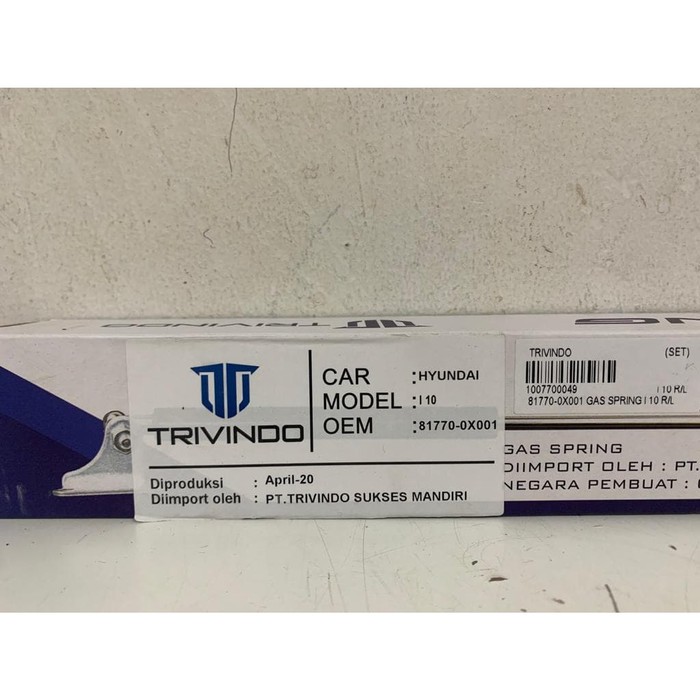 TRIVINDO
TRIVINDO
CAR : HYUNDAI
MODEL : I 10
OEM : 81770-0X001
Diproduksi : April-20
Diimport oleh : PT.TRIVINDO SUKSES MANDIRI
TRIVINDO (SET)
1007700049 I 10 R/L
81770-0X001 GAS SPRING I 10 R/L
GAS SPRING
DIIMPORT OLEH : PT.
NEGARA PEMBUAT :